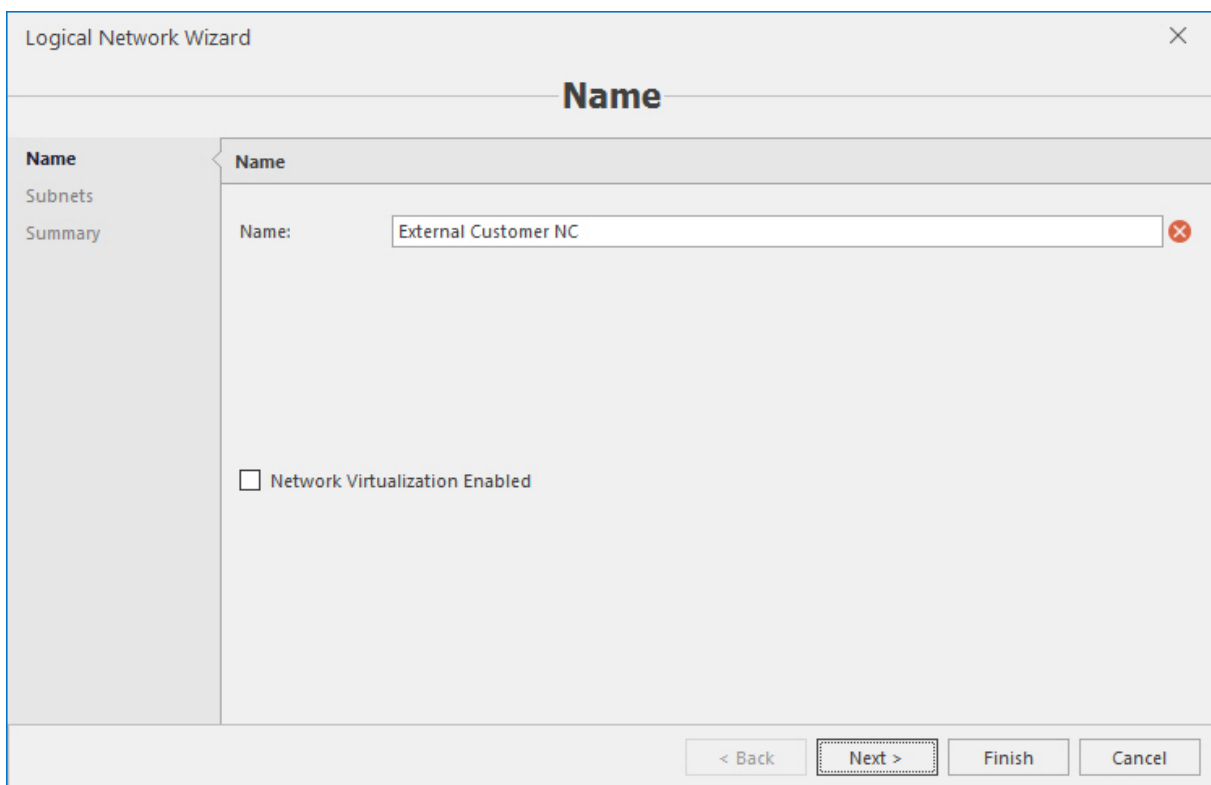 Logical Network Wizard
Name
Name
Subnets
Summary
Name
Name:
External Customer NC
Network Virtualization Enabled
< Back
Next >
Finish
Cancel